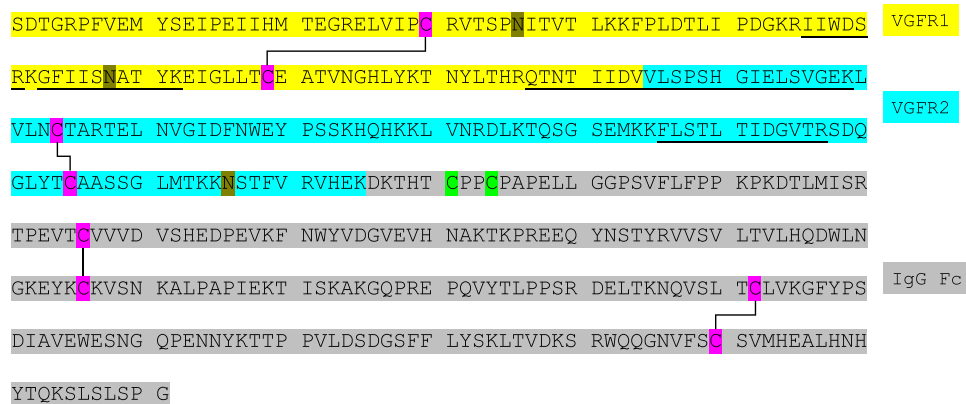 SDTGRPFVEM YSEIPEIIHM TEGRELVIPC RVTSPNITVT LKKFPLDTLI PDGKRIIWDS VGFR1
RKGFIISNAT YKEIGLLTCE ATVNGHLYKT NYLTHRQTNT IIDVVLSPSH GIELSVGEKL
VGFR2
VLNCTARTEL NVGIDFNWEY PSSKHQHKKL VNRDLKTQSG SEMKKFLSTL TIDGVTRSDQ
GLYTCAASSG LMTKKNSTFV RVHEKDKTHT CPPCPAPELL GGPSVFLFPP KPKDTLMISR
TPEVTCVVVD VSHEDPEVKF NWYVDGVEVH NAKTKPREEQ YNSTYRVVSV LTVLHQDWLN
GKEYKCKVSN KALPAPIEKT ISKAKGQPRE PQVYTLPPSR DELTKNQVSL TCLVKGFYPS IgG Fc
DIAVEWESNG QPENNYKTTP PVLDSDGSFF LYSKLTVDKS RWQQGNVFSC SVMHEALHNH
YTQKSLSLSP G